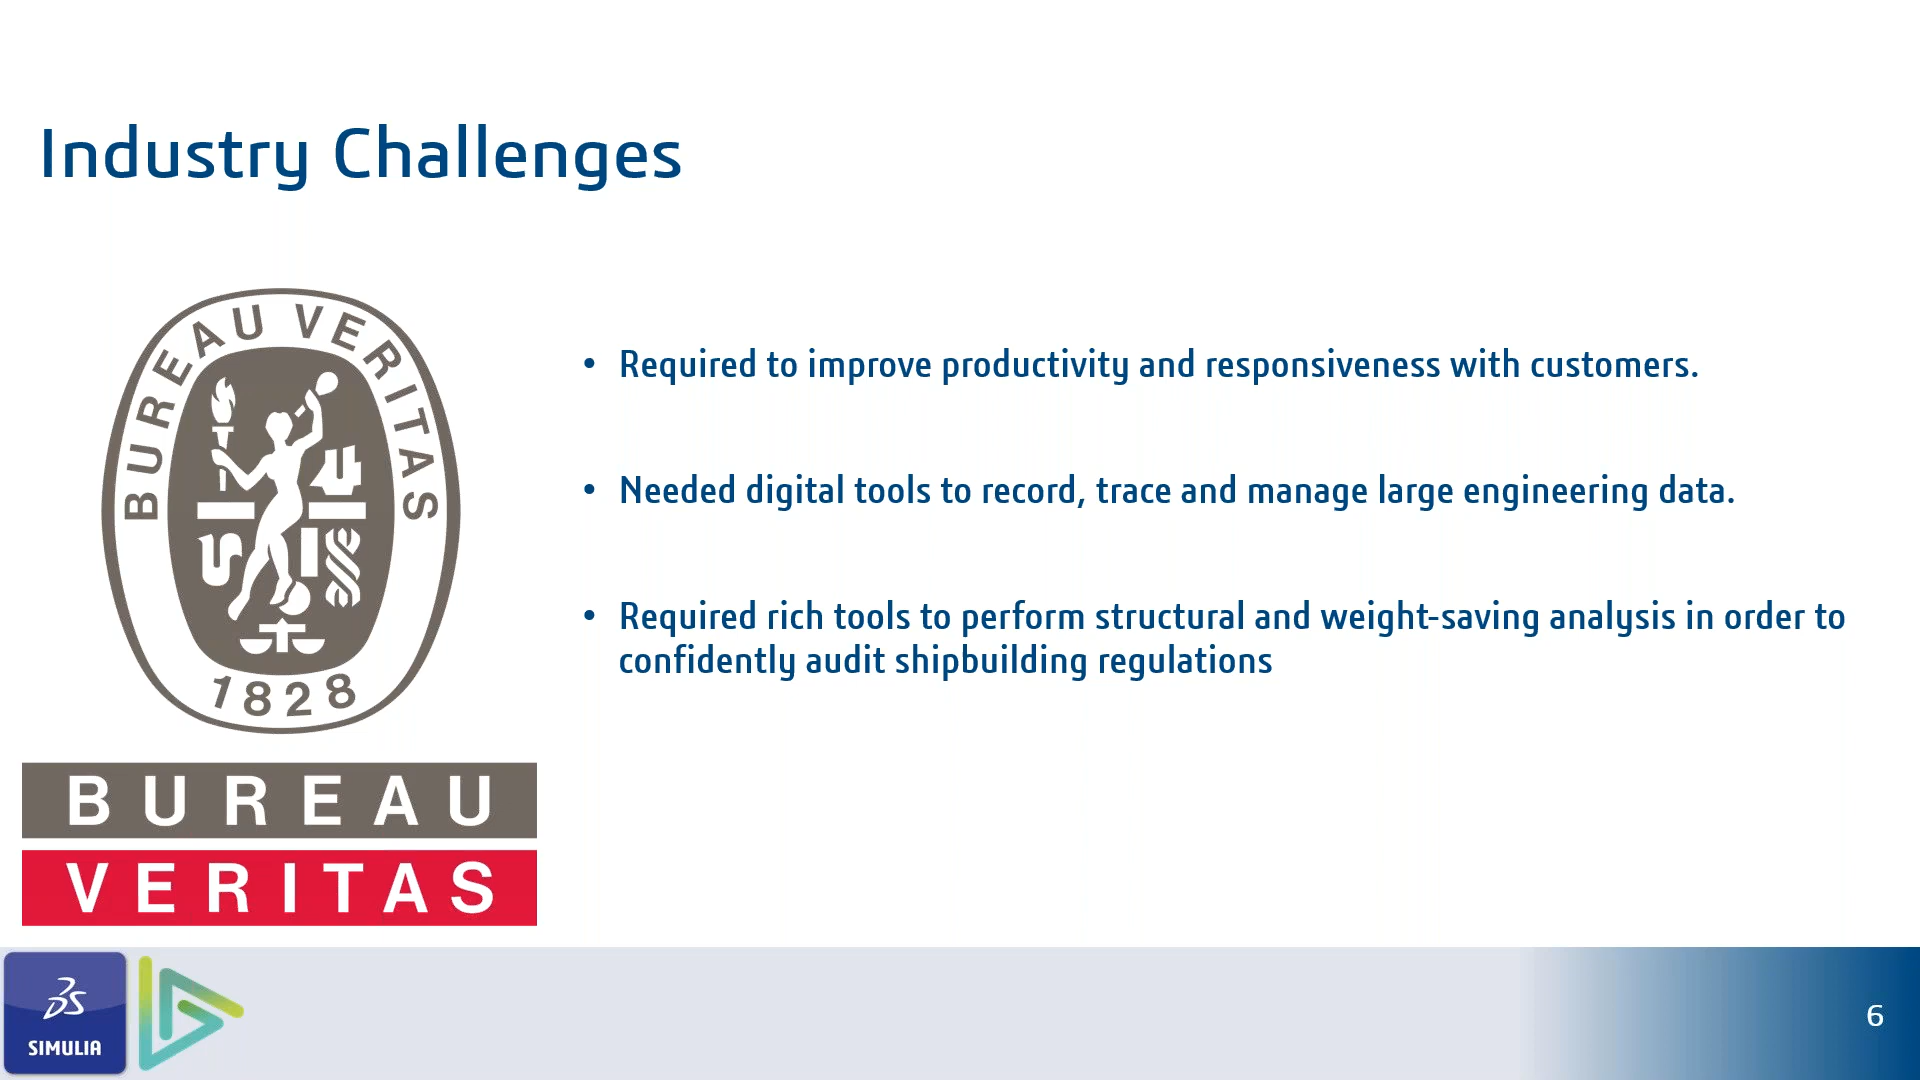 Industry Challenges
BUREAU VERITAS
1828
BUREAU
VERITAS
• Required to improve productivity and responsiveness with customers.
• Needed digital tools to record, trace and manage large engineering data.
• Required rich tools to perform structural and weight-saving analysis in order to
confidently audit shipbuilding regulations
3DS
SIMULIA
6